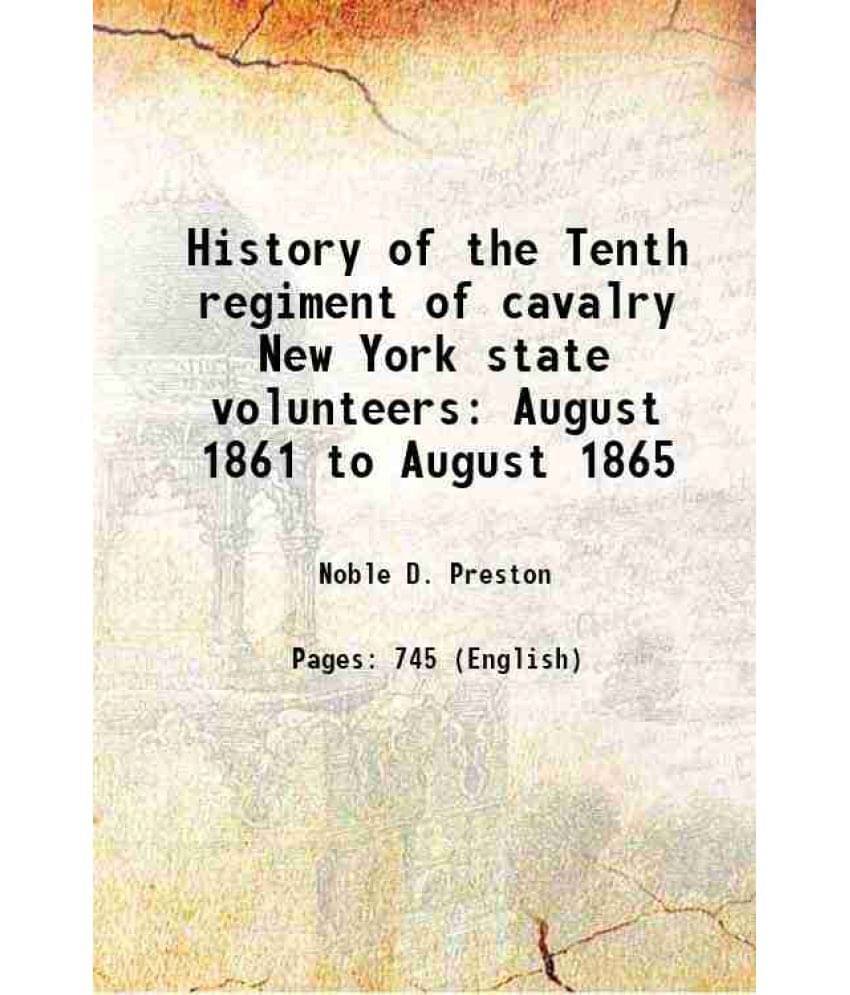 History of the Tenth
regiment of cavalry
New York state
volunteers: August
1861 to August 1865
Noble D. Preston
Pages: 745 (English)